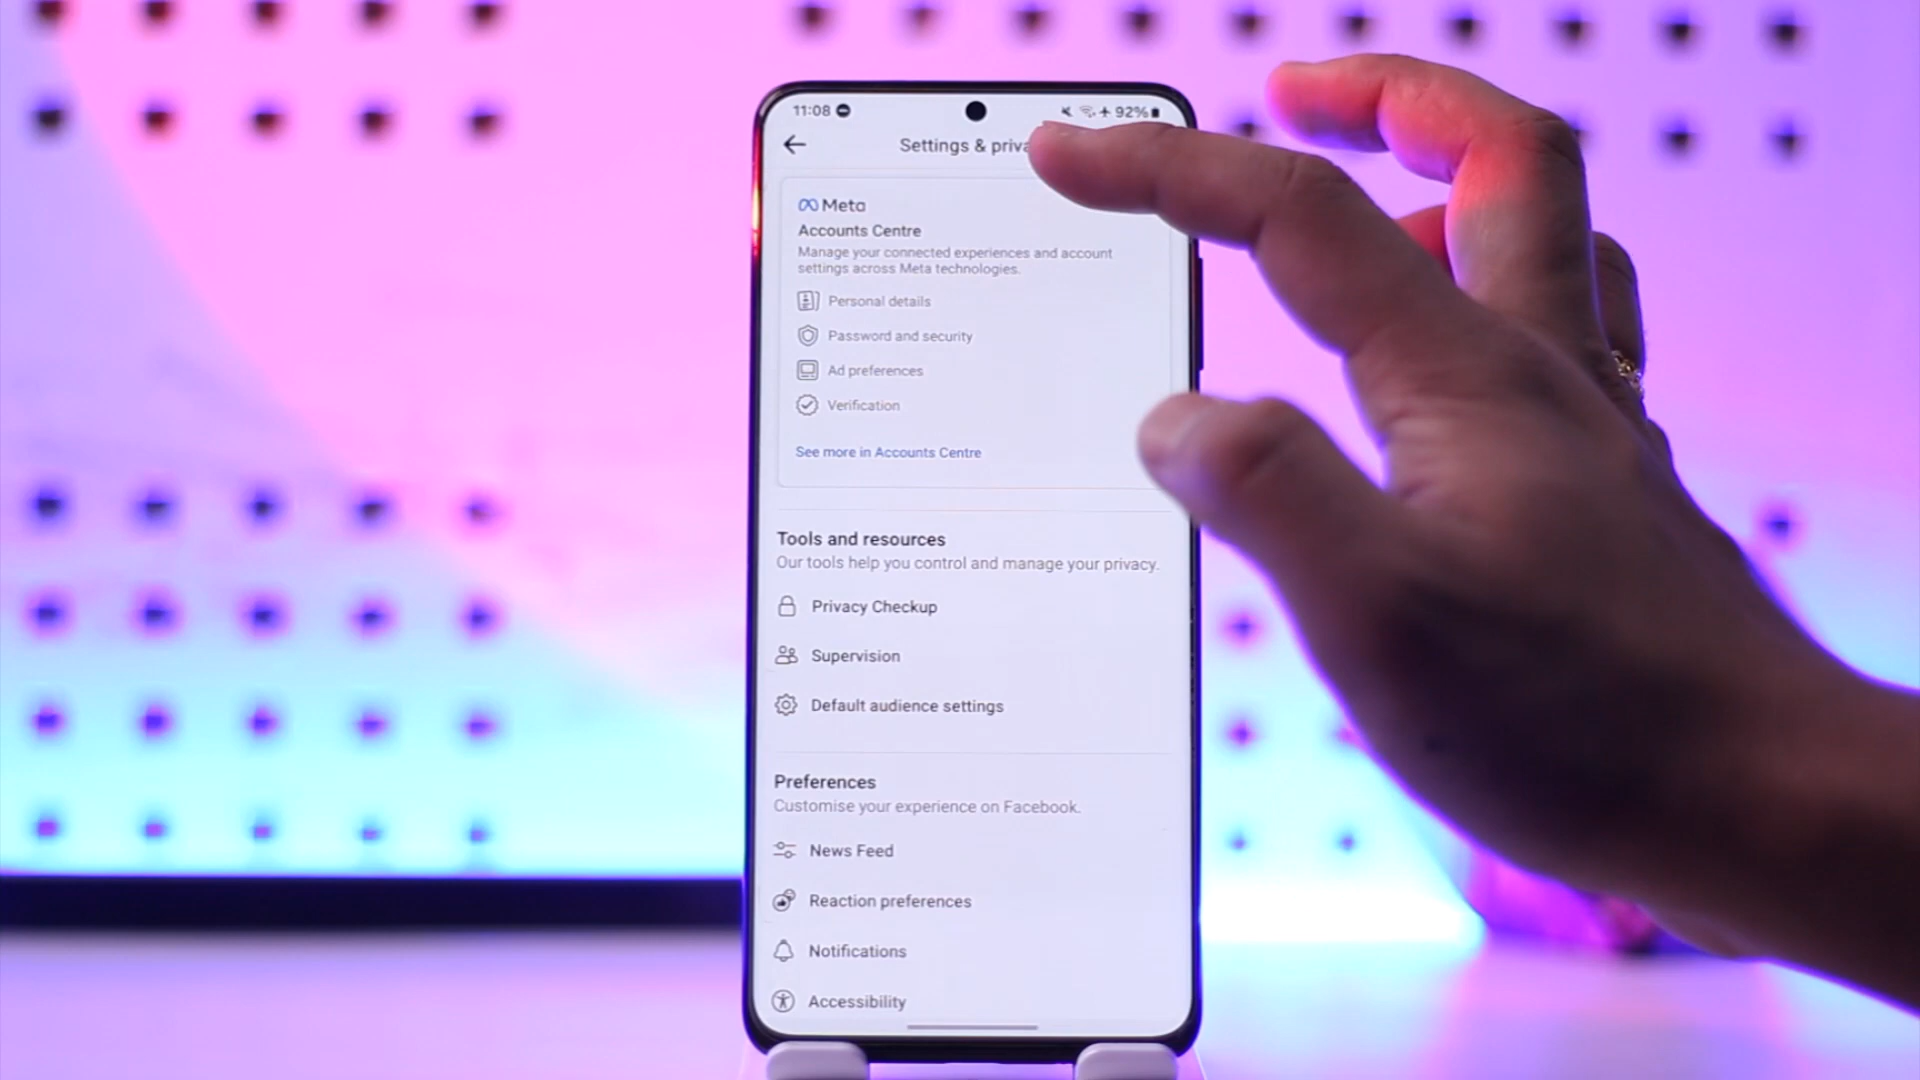 11:08 92%
Settings &
Meta
Accounts Centre
Manage your connected experiences and account
settings across Meta technologies.
Personal details
Password and security
Ad preferences
Verification
See more in Accounts Centre
Tools and resources
Our tools help you control and manage your privacy.
Privacy Checkup
Supervision
Default audience settings
Preferences
Customise your experience on Facebook.
News Feed
Reaction preferences
Notifications
Accessibility